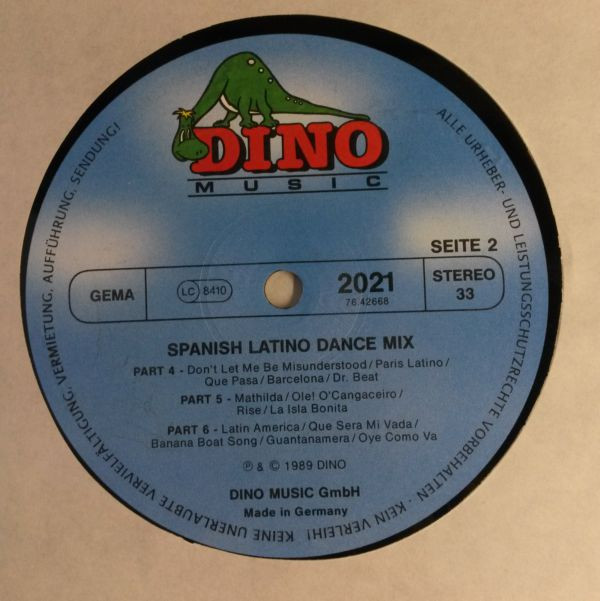 DINO
MUSIC
SEITE 2
GEMA
LC 8410
2021
76.42668
STEREO
33
SPANISH LATINO DANCE MIX
PART 4 - Don't Let Me Be Misunderstood/Paris Latino/
Que Pasa/Barcelona/Dr. Beat
PART 5 - Mathilda/Ole! O'Cangaceiro/
Rise/La Isla Bonita
PART 6 - Latin America/Que Sera Mi Vada/
Banana Boat Song/Guantanamera/Oye Como Va
Ⓟ & © 1989 DINO
DINO MUSIC GmbH
Made in Germany
ALLE URHEBER- UND LEISTUNGSSCHUTZRECHTE VORBEHALTEN · KEIN VERLEIH! KEINE UNERLAUBTE VERVIELFÄLTIGUNG, VERMIETUNG, AUFFÜHRUNG, SENDUNG!